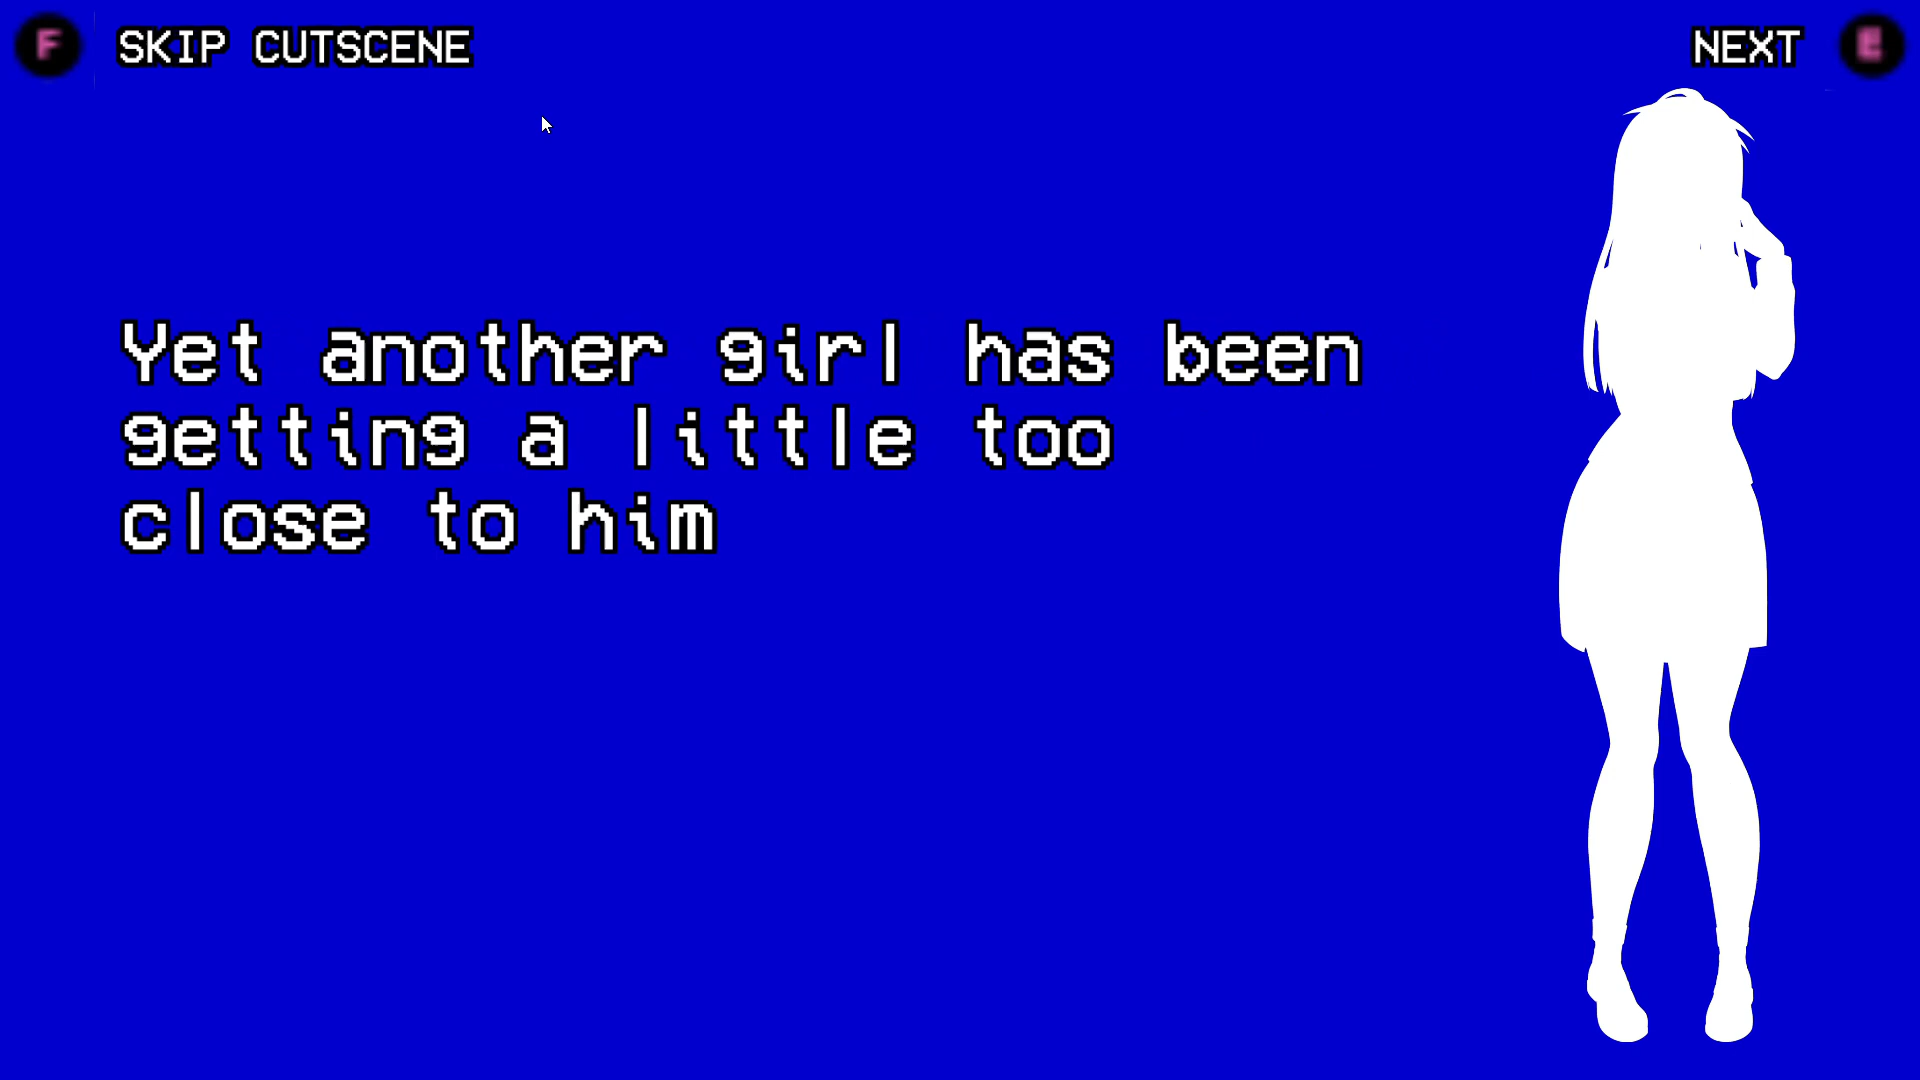 F SKIP CUTSCENE
NEXT E
Yet another girl has been
getting a little too
close to him